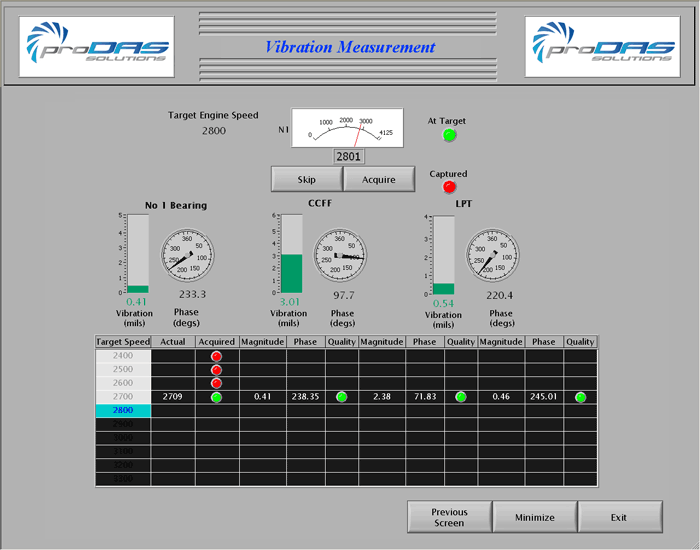 proDAS
SOLUTIONS
Vibration Measurement
proDAS
SOLUTIONS
Target Engine Speed
2800
N1
0 1000 2000 3000 4125
2801
At Target
Skip Acquire
Captured
No 1 Bearing
CCFF
LPT
5
4
3
2
1
0
0.41
Vibration
(mils)
360
300 50
250 100
200 150
233.3
Phase
(degs)
6
5
4
3
2
1
0
3.01
Vibration
(mils)
360
300 50
250
200 150
97.7
Phase
(degs)
4
3
2
1
0
0.54
Vibration
(mils)
360
300 50
250 100
200 150
220.4
Phase
(degs)
Target Speed Actual Acquired Magnitude Phase Quality Magnitude Phase Quality Magnitude Phase Quality
2400
2500
2600
2700 2709 0.41 238.35 2.38 71.83 0.46 245.01
2800
2900
3000
3100
3200
3300
Previous
Screen
Minimize
Exit